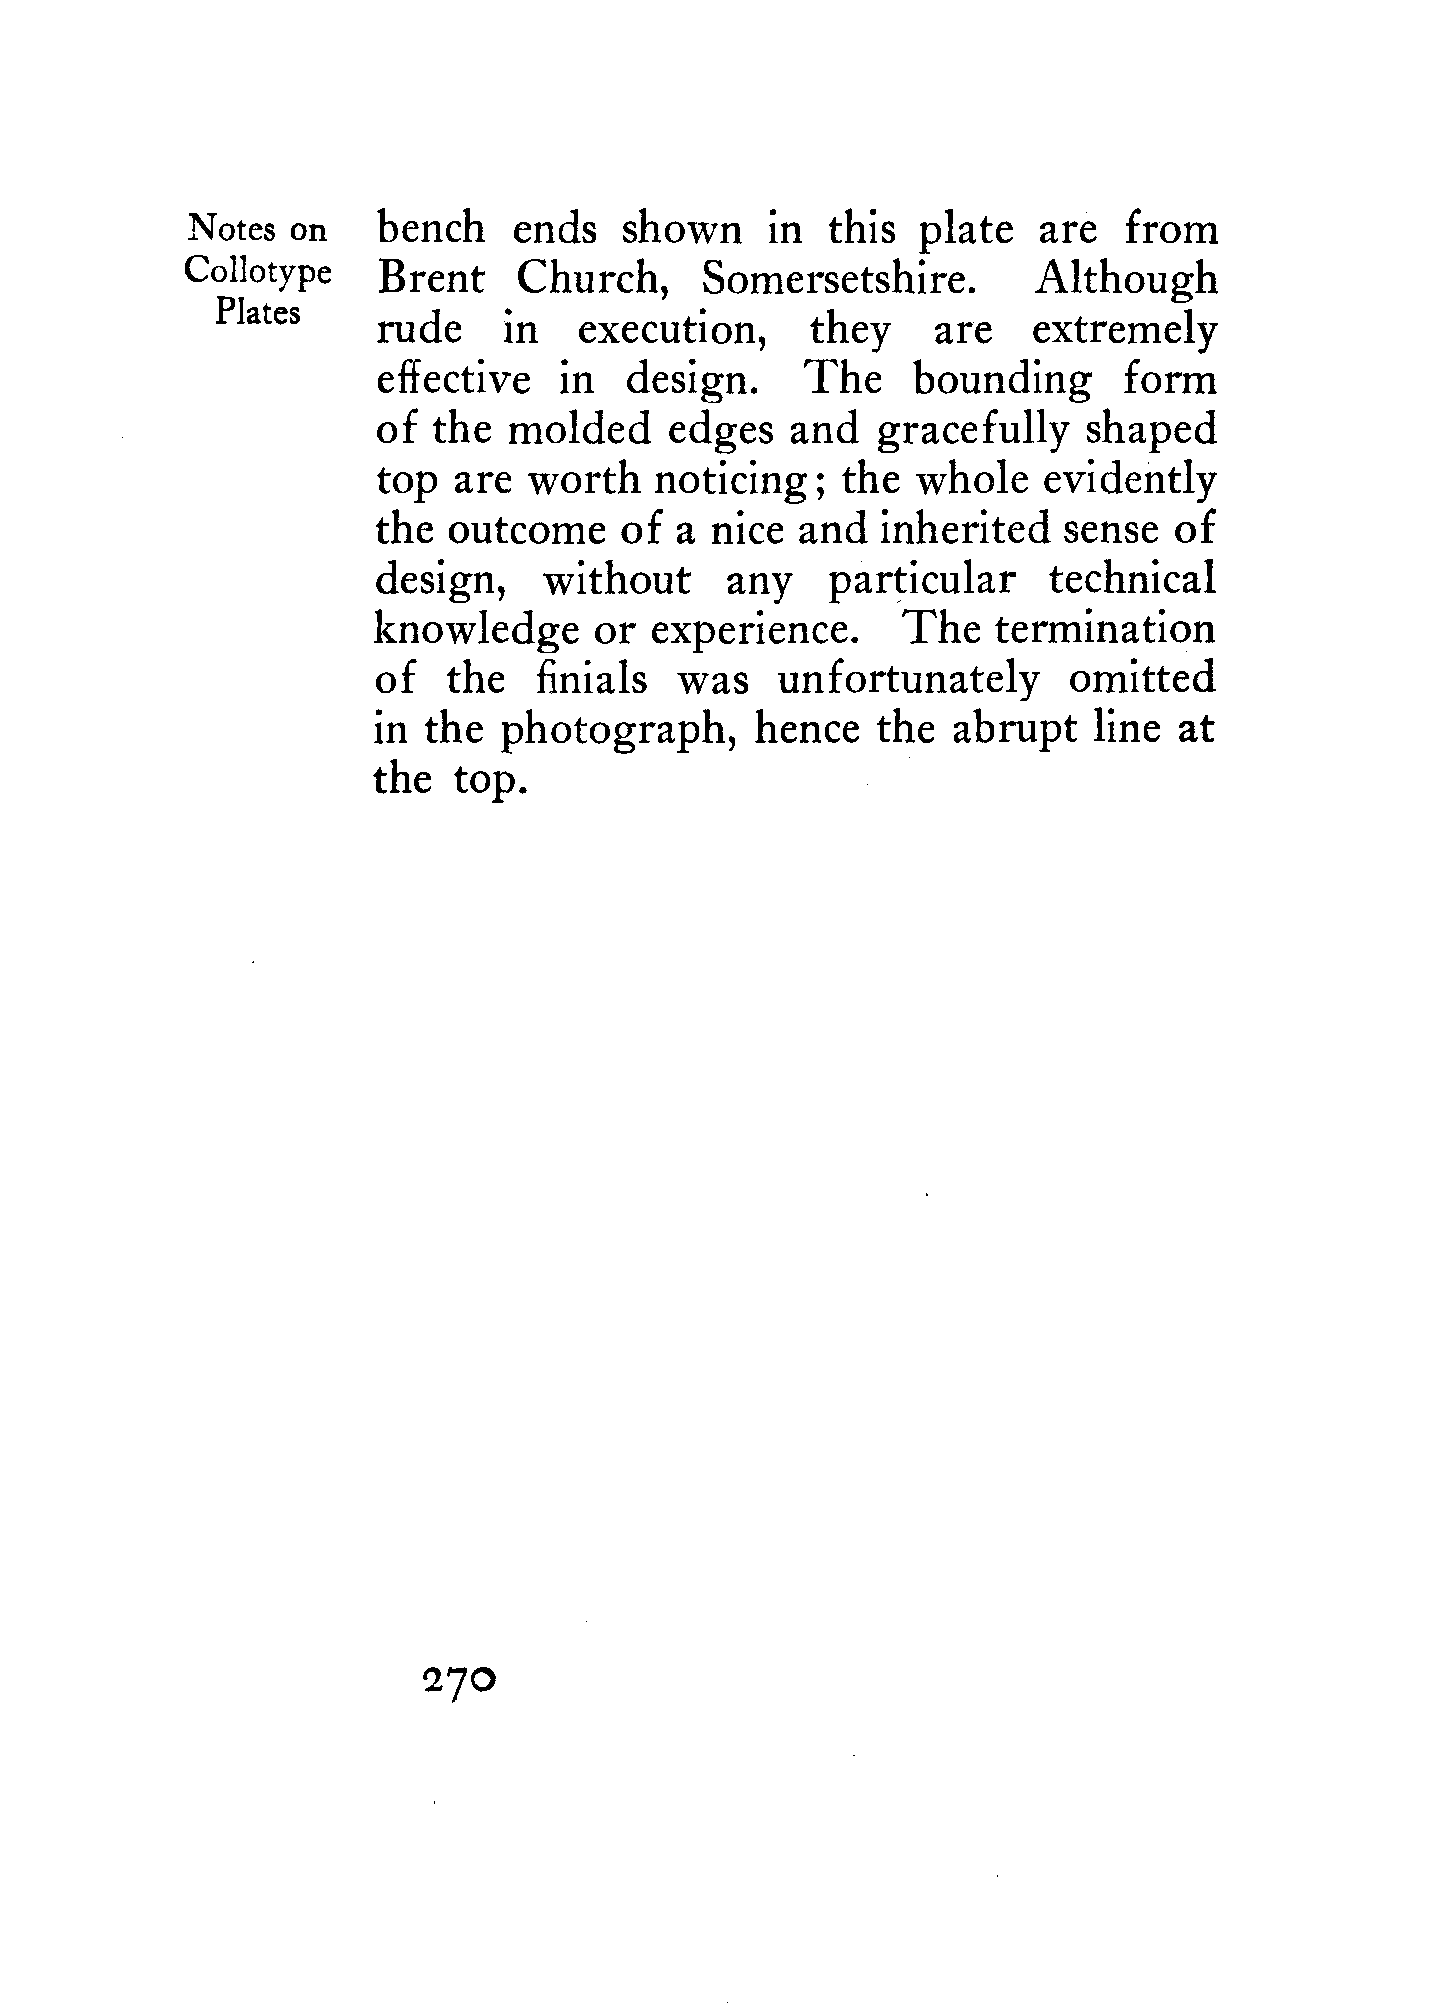 Notes on
Collotype
Plates
bench ends shown in this plate are from
Brent Church, Somersetshire. Although
rude in execution, they are extremely
effective in design. The bounding form
of the molded edges and gracefully shaped
top are worth noticing; the whole evidently
the outcome of a nice and inherited sense of
design, without any particular technical
knowledge or experience. The termination
of the finials was unfortunately omitted
in the photograph, hence the abrupt line at
the top.
270